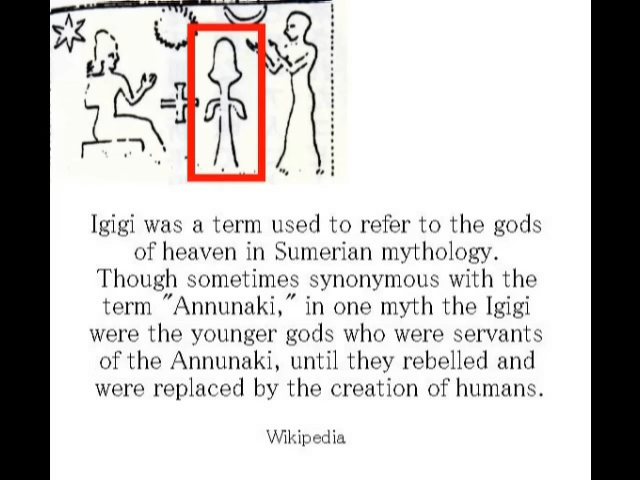 Igigi was a term used to refer to the gods
of heaven in Sumerian mythology.
Though sometimes synonymous with the
term "Annunaki," in one myth the Igigi
were the younger gods who were servants
of the Annunaki, until they rebelled and
were replaced by the creation of humans.
Wikipedia